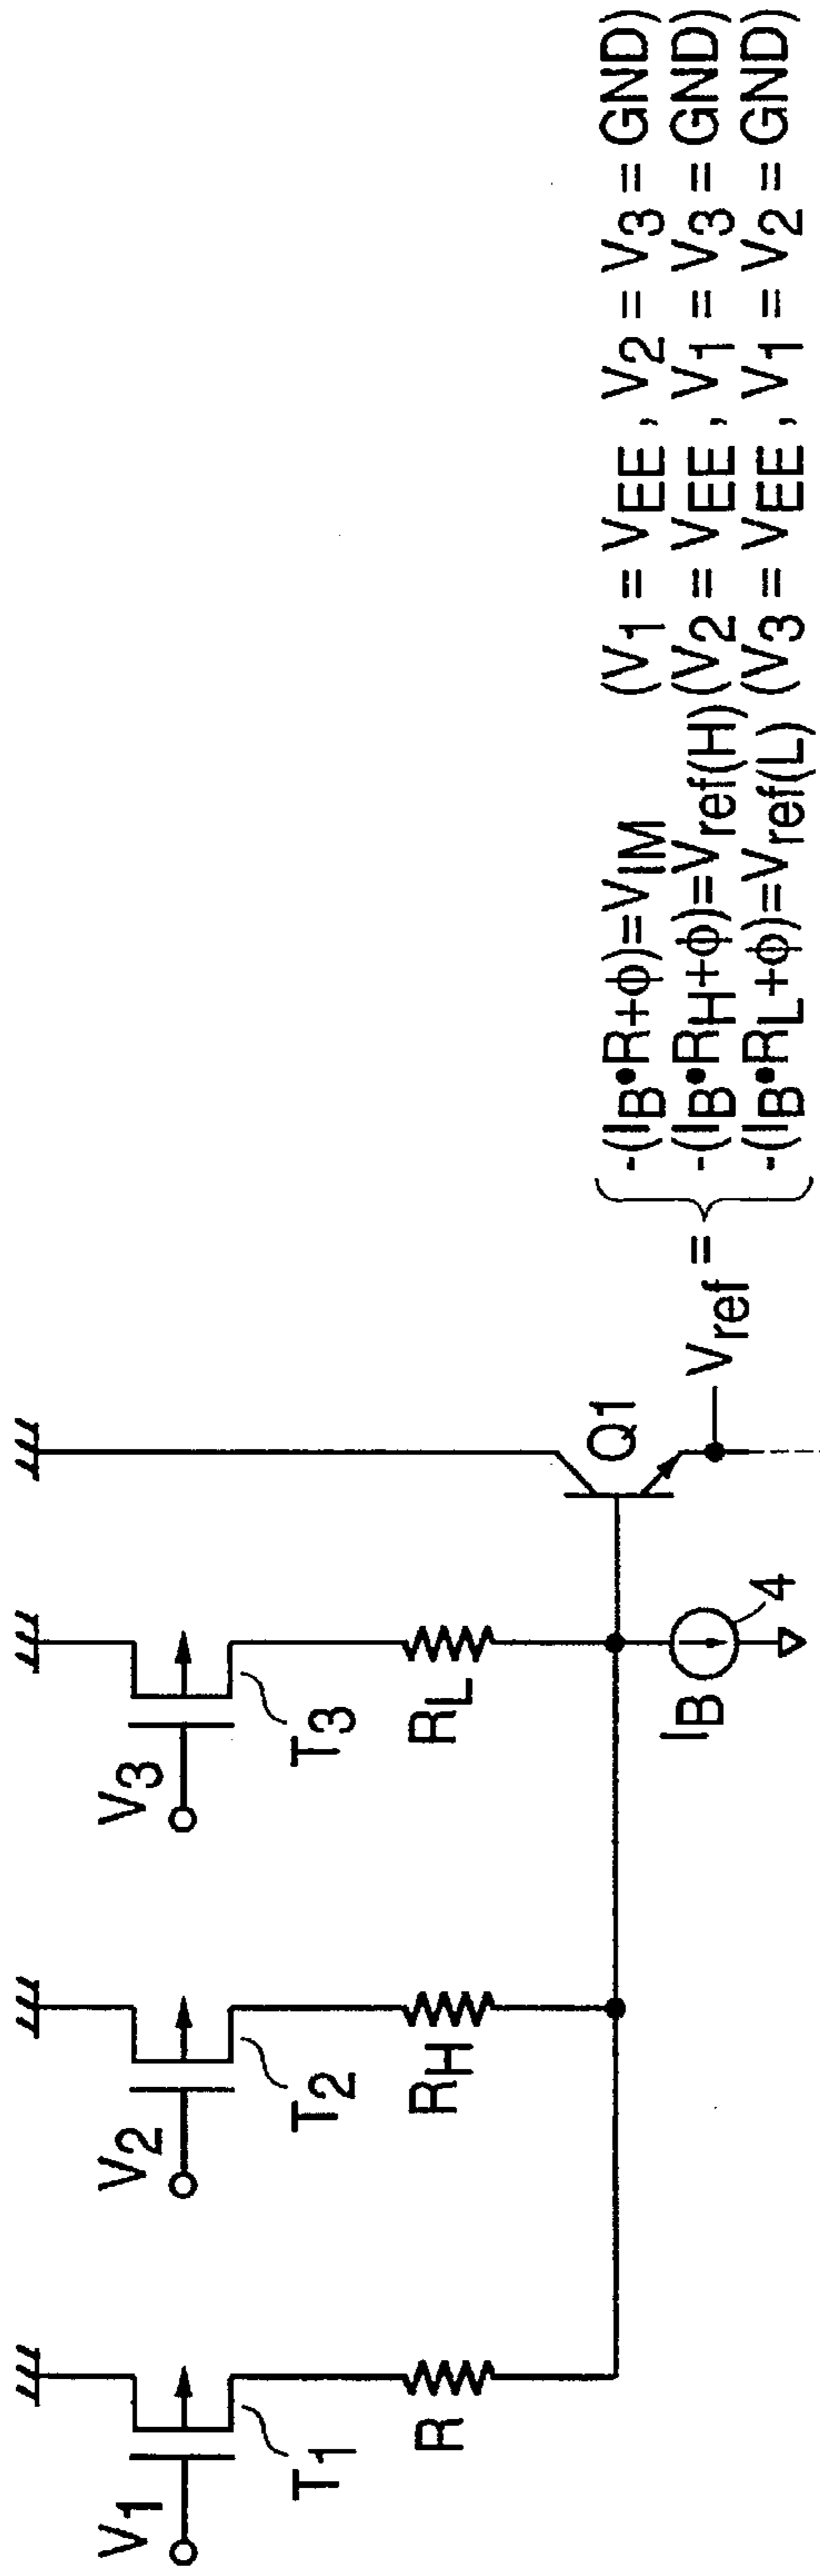 V1
T1
R
V2
T2
RH
V3
T3
RL
IB
4
Q1
Vref = { -(IB•R+ϕ)=VIM (V1 = VEE , V2 = V3 = GND)
-(IB•RH+ϕ)=Vref(H) (V2 = VEE , V1 = V3 = GND)
-(IB•RL+ϕ)=Vref(L) (V3 = VEE , V1 = V2 = GND)